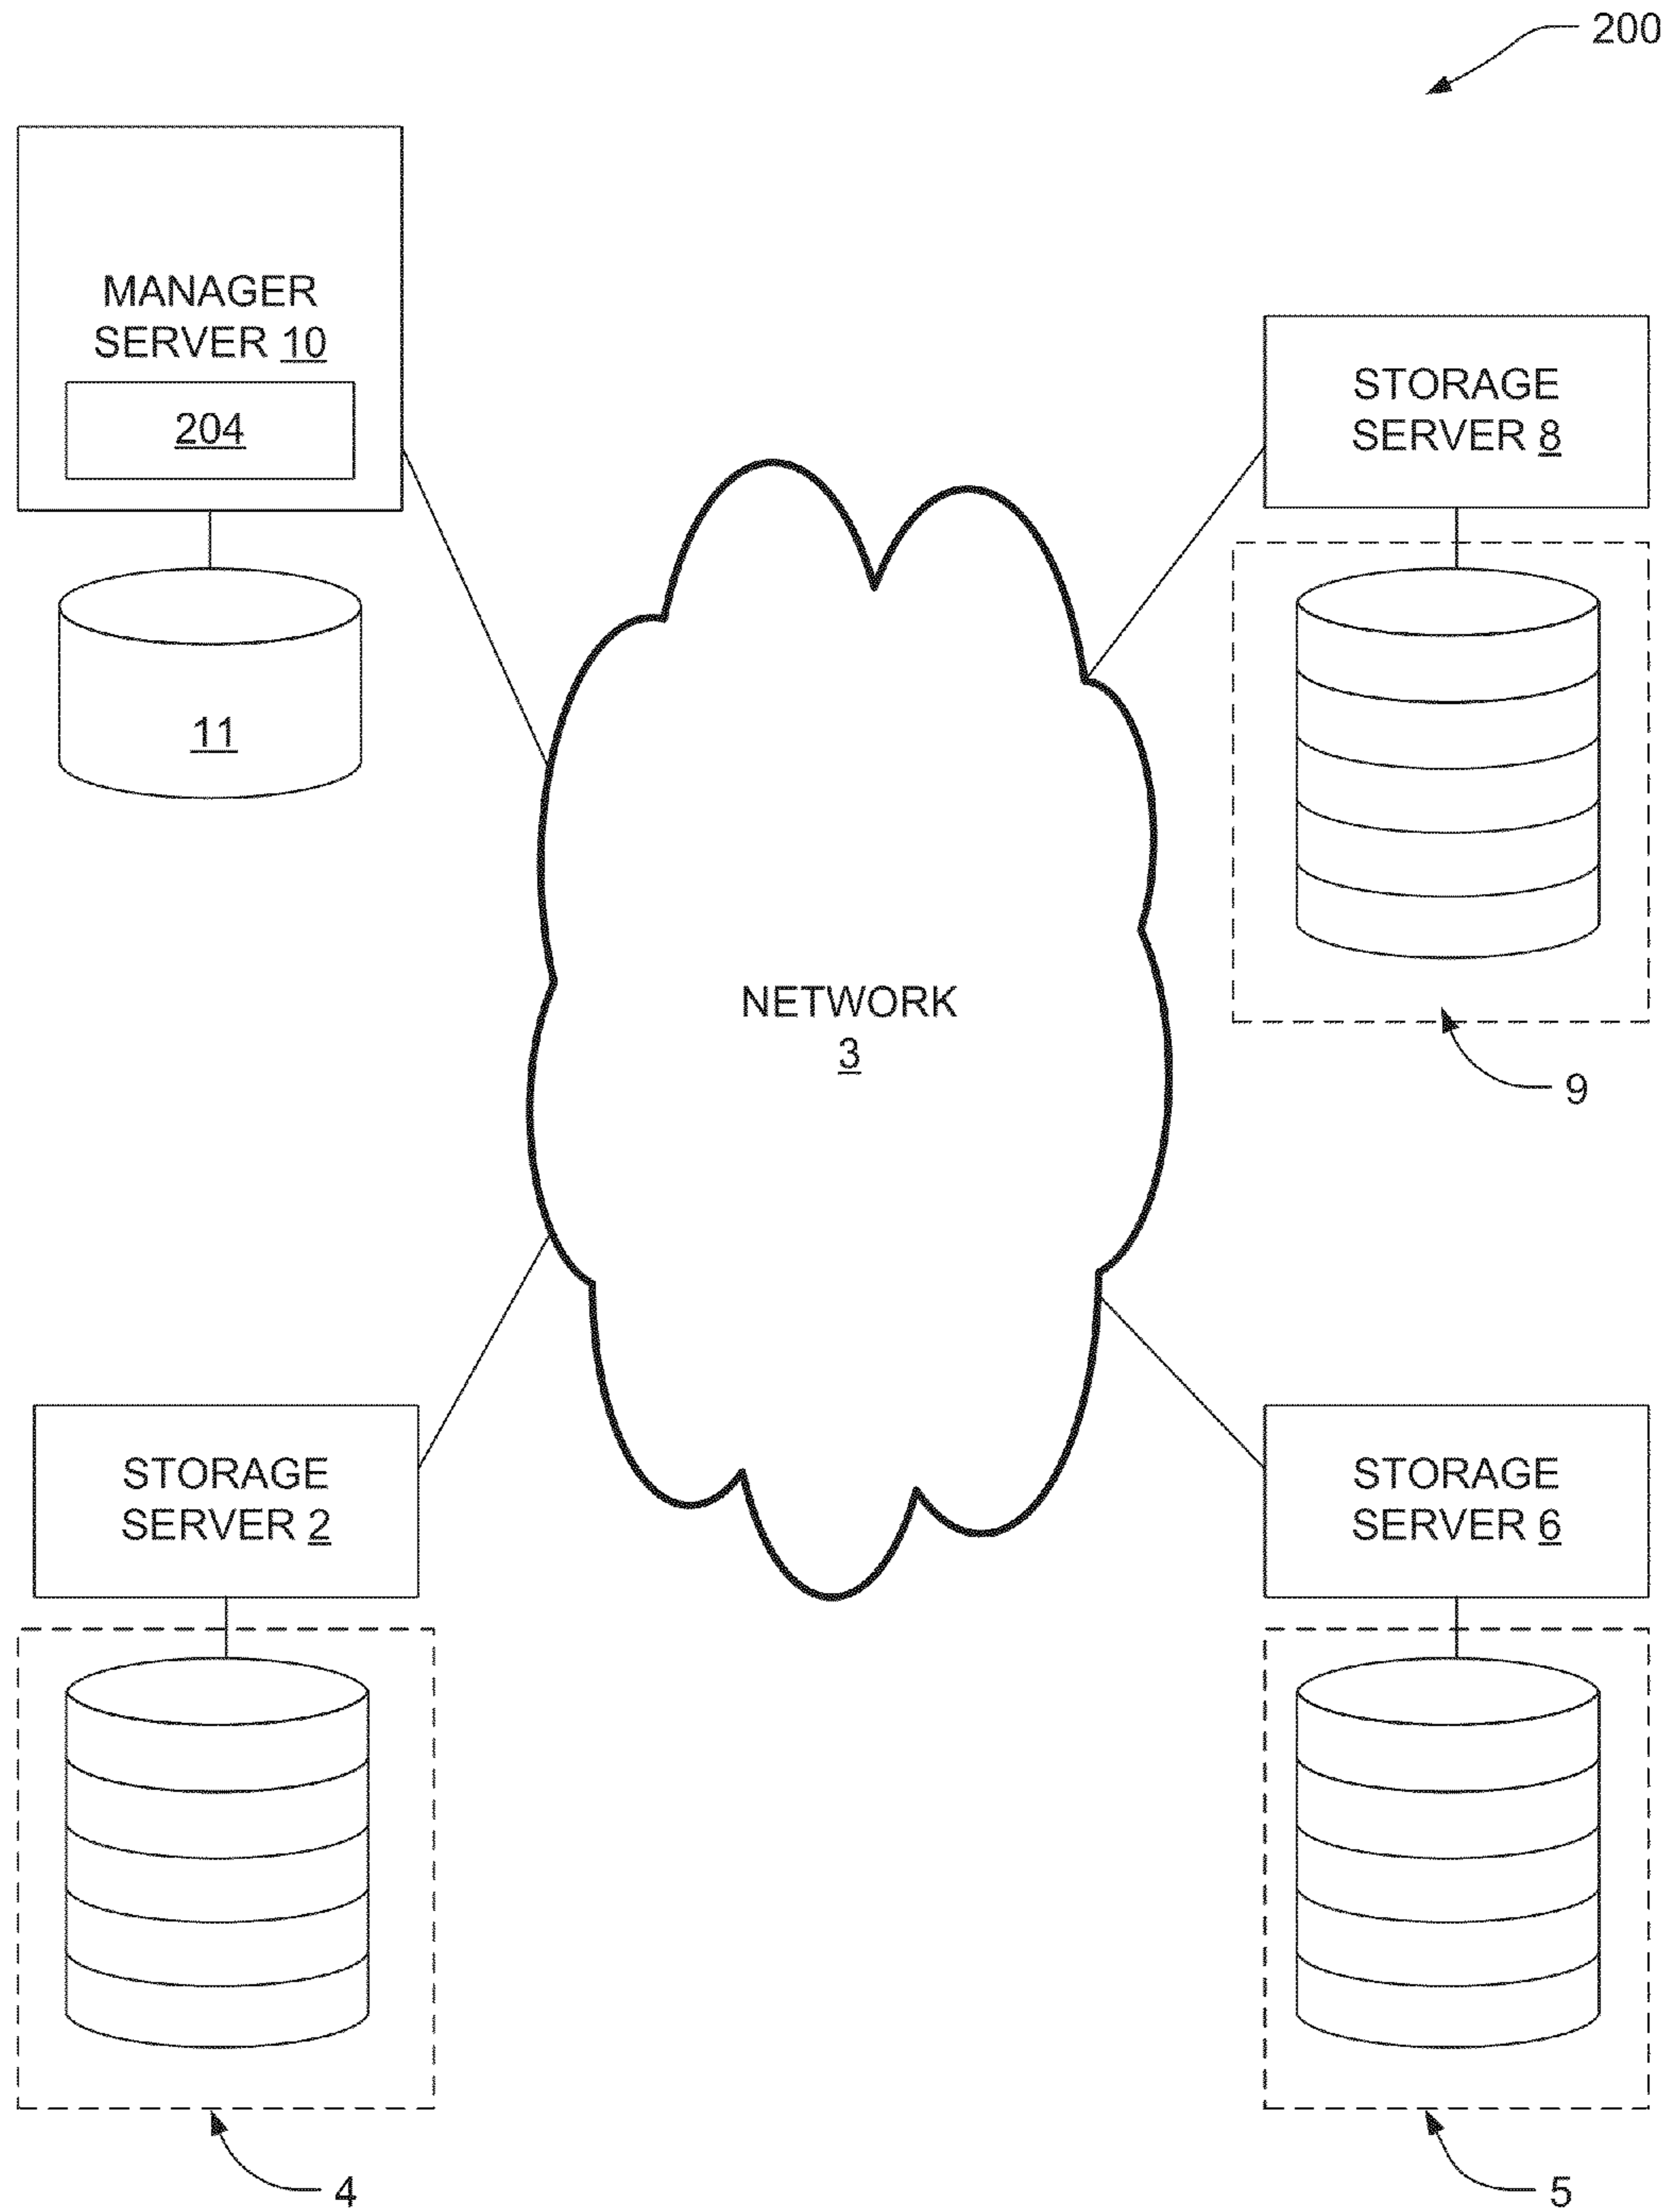 200
MANAGER
SERVER 10
204
11
STORAGE
SERVER 8
9
NETWORK
3
STORAGE
SERVER 2
4
STORAGE
SERVER 6
5